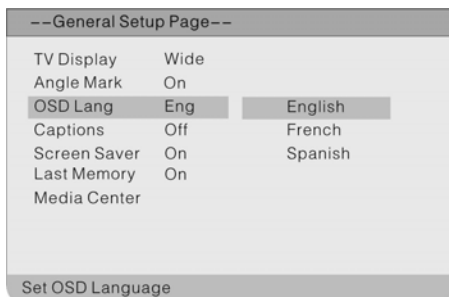 --General Setup Page--
TV Display Wide
Angle Mark On
OSD Lang Eng English
Captions Off French
Screen Saver On Spanish
Last Memory On
Media Center
Set OSD Language